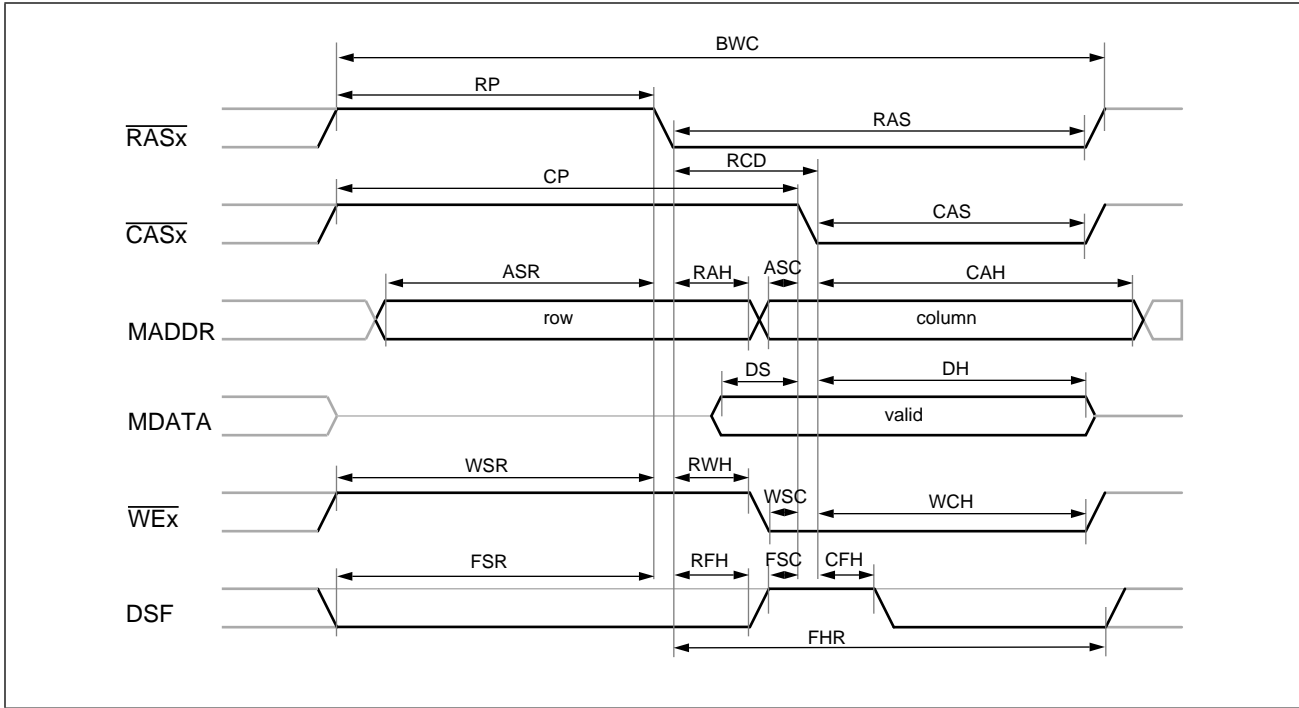 BWC
RP
RASx
RAS
RCD
CP
CASx
CAS
ASR
RAH
ASC
CAH
MADDR
row
column
DS
DH
MDATA
valid
WSR
RWH
WSC
WCH
WEx
FSR
RFH
FSC
CFH
DSF
FHR